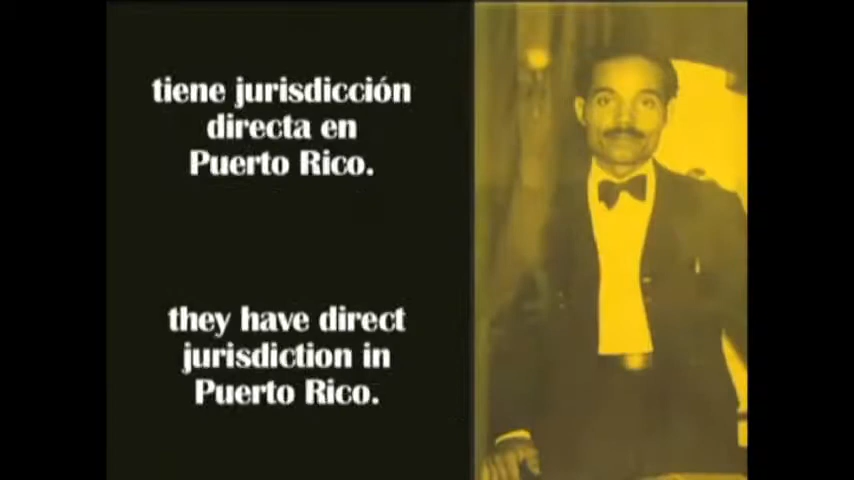 tiene jurisdicción
directa en
Puerto Rico.
they have direct
jurisdiction in
Puerto Rico.